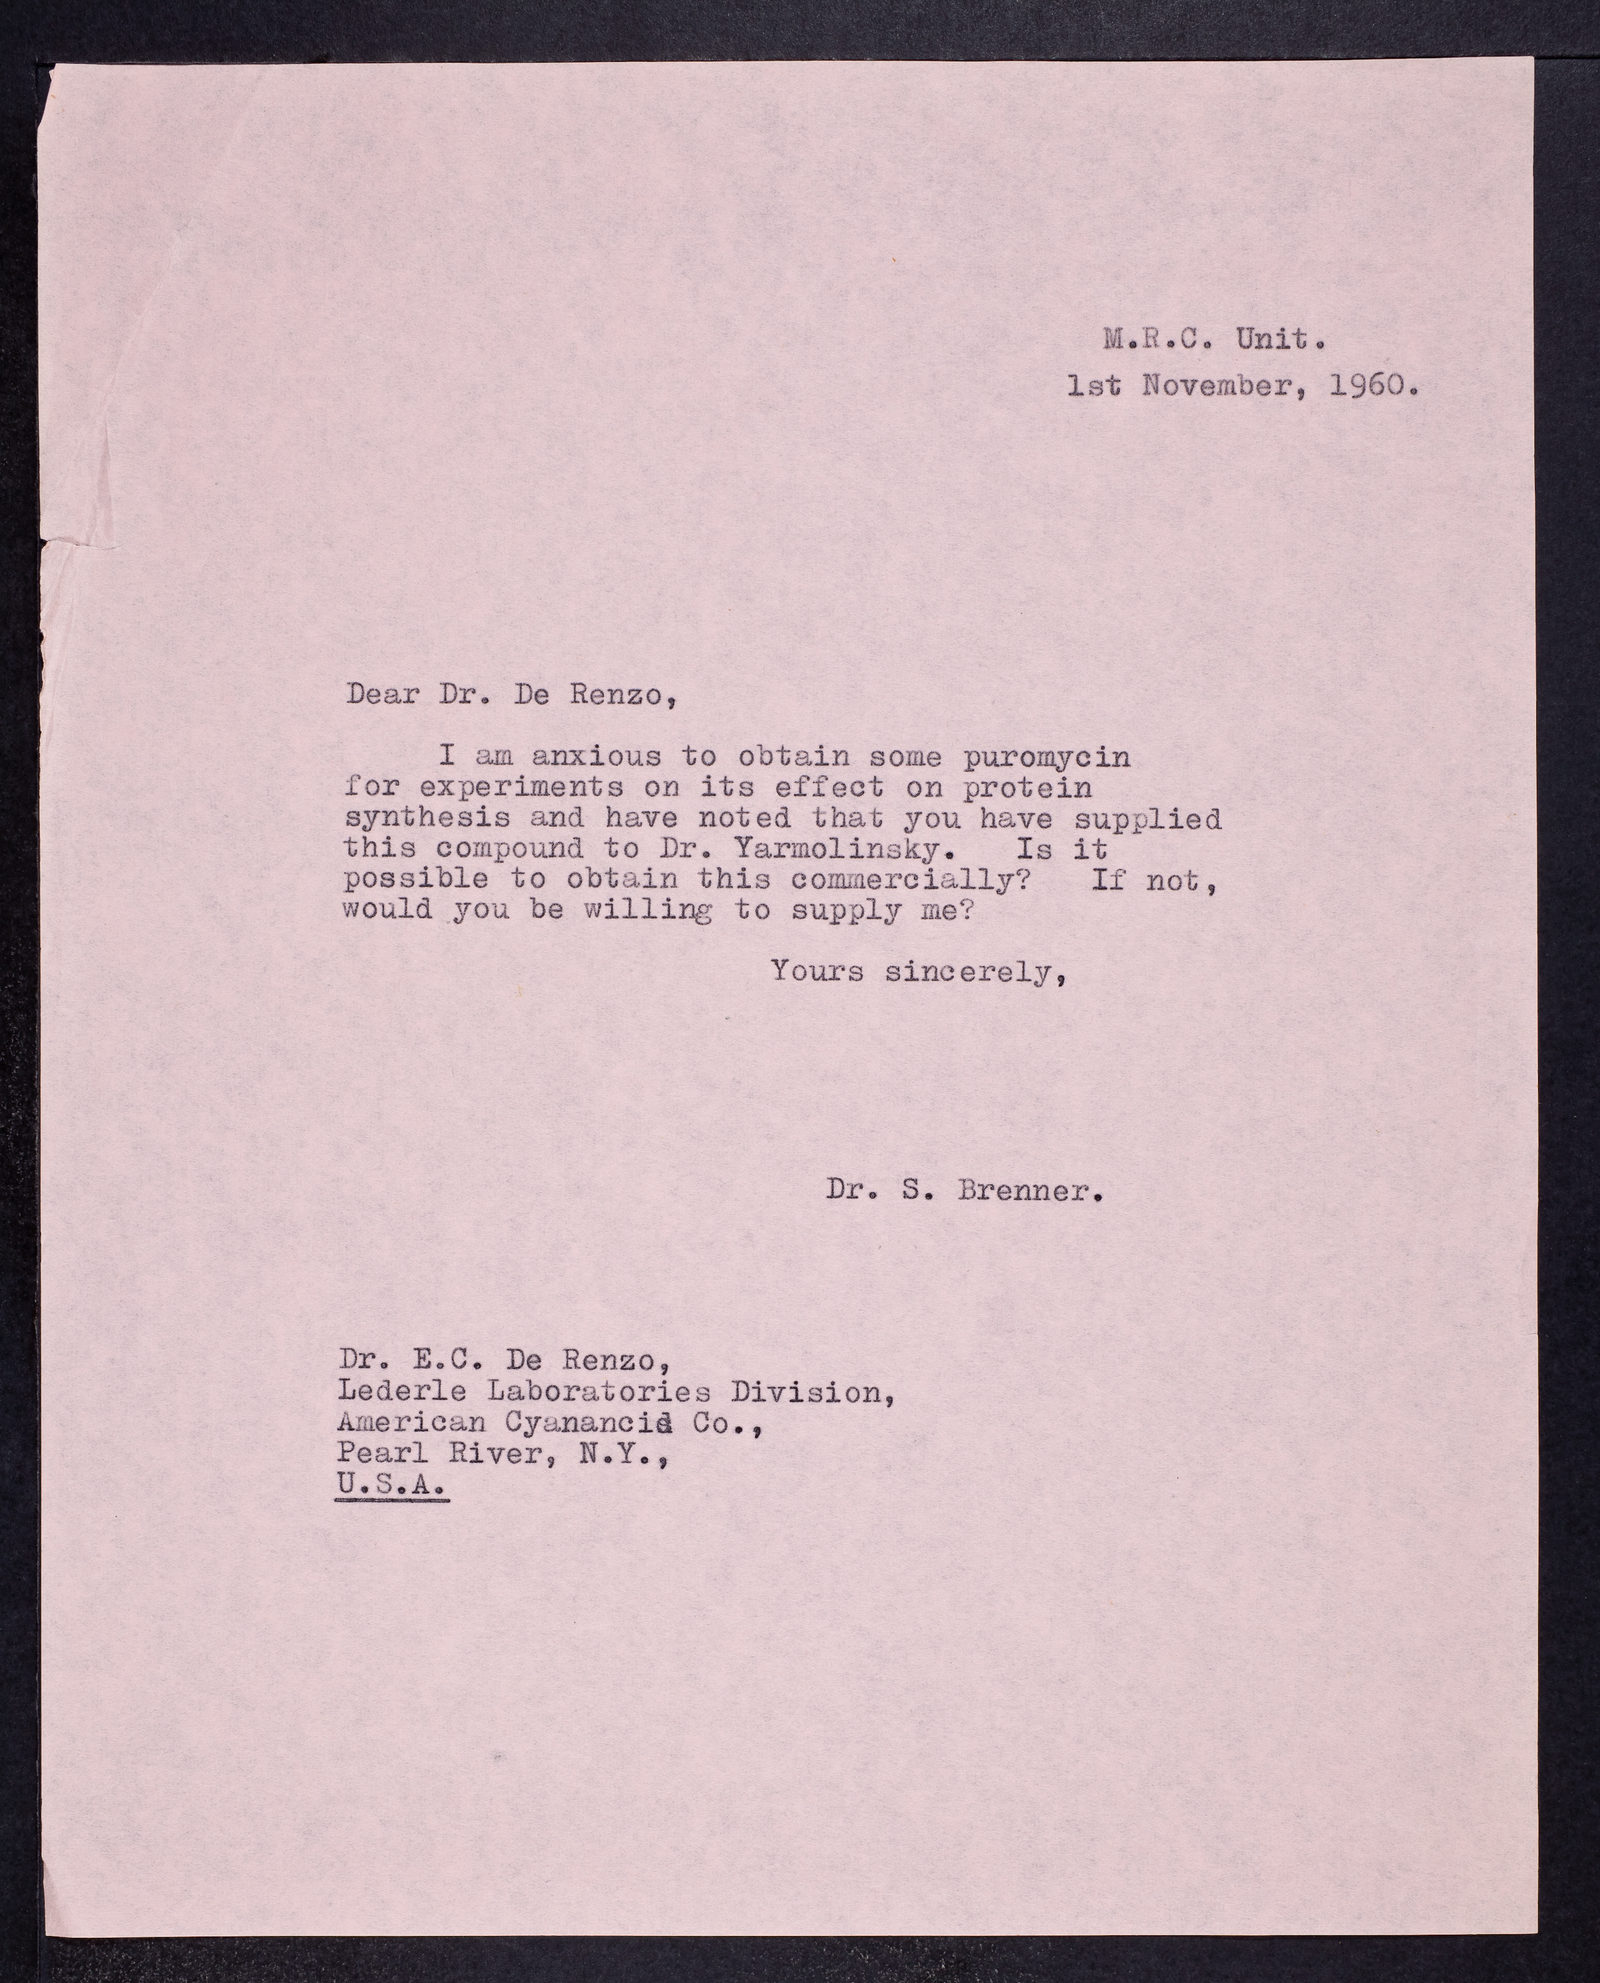 M.R.C. Unit.
1st November, 1960.
Dear Dr. De Renzo,
I am anxious to obtain some puromycin
for experiments on its effect on protein
synthesis and have noted that you have supplied
this compound to Dr. Yarmolinsky. Is it
possible to obtain this commercially? If not,
would you be willing to supply me?
Yours sincerely,
Dr. S. Brenner.
Dr. E.C. De Renzo,
Lederle Laboratories Division,
American Cyanancid Co.,
Pearl River, N.Y.,
U.S.A.